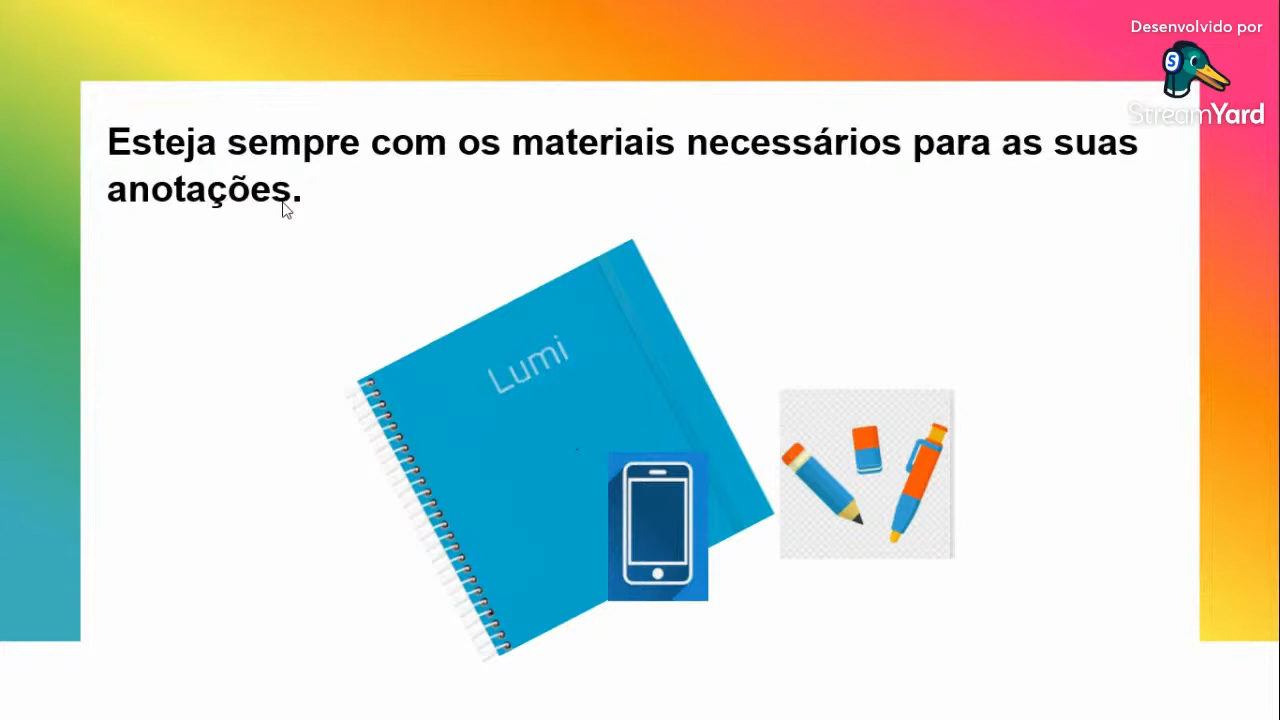 Desenvolvido por
S
StreamYard
Esteja sempre com os materiais necessários para as suas
anotações.
Lumi